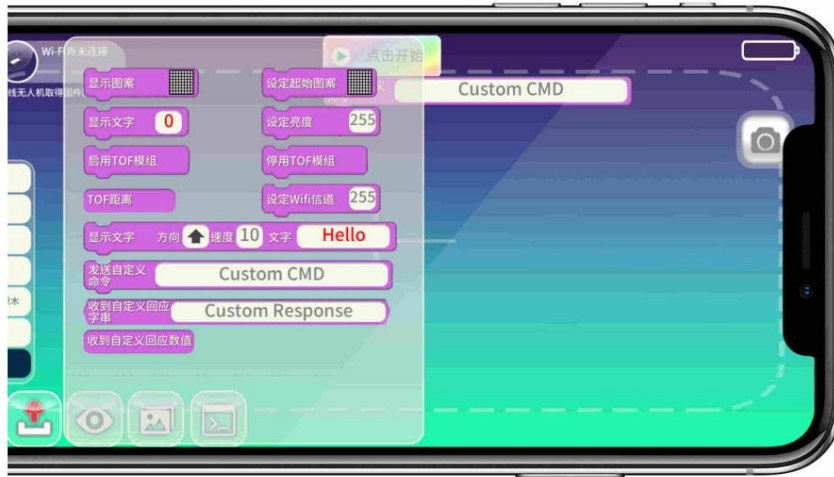 Wi-Fi尚未连接
点击开始
线无人机取得固件
显示图案
设定起始图案
Custom CMD
显示文字 0
设定亮度 255
启用TOF模组
停用TOF模组
TOF距离
设定Wifi信道 255
显示文字 方向 速度 10 文字 Hello
发送自定义
命令 Custom CMD
收到自定义回应
字串 Custom Response
收到自定义回应数值
木